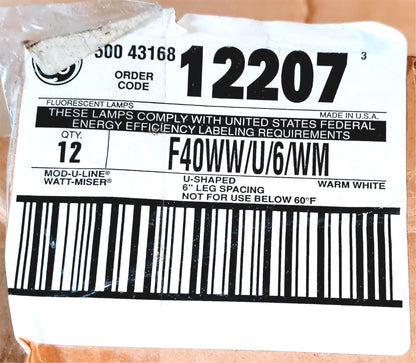 500 43168
ORDER CODE 12207 3
FLUORESCENT LAMPS MADE IN U.S.A.
THESE LAMPS COMPLY WITH UNITED STATES FEDERAL
ENERGY EFFICIENCY LABELING REQUIREMENTS
QTY.
12 F40WW/U/6/WM
MOD-U-LINE® U-SHAPED WARM WHITE
WATT-MISER® 6" LEG SPACING
NOT FOR USE BELOW 60°F